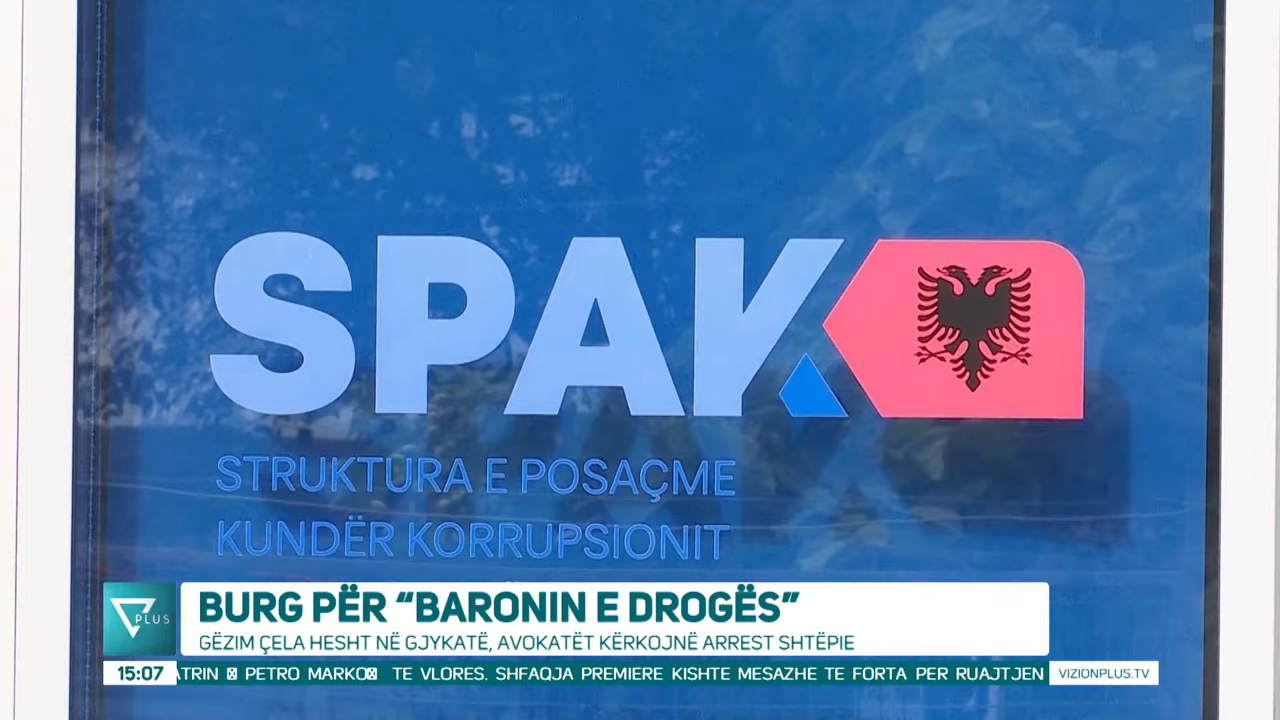 SPAK
STRUKTURA E POSAÇME
KUNDËR KORRUPSIONIT
PLUS
BURG PËR “BARONIN E DROGËS”
GËZIM ÇELA HESHT NË GJYKATË, AVOKATËT KËRKOJNË ARREST SHTËPIE
15:07 ATRIN PETRO MARKO TE VLORES. SHFAQJA PREMIERE KISHTE MESAZHE TE FORTA PER RUAJTJEN VIZIONPLUS.TV